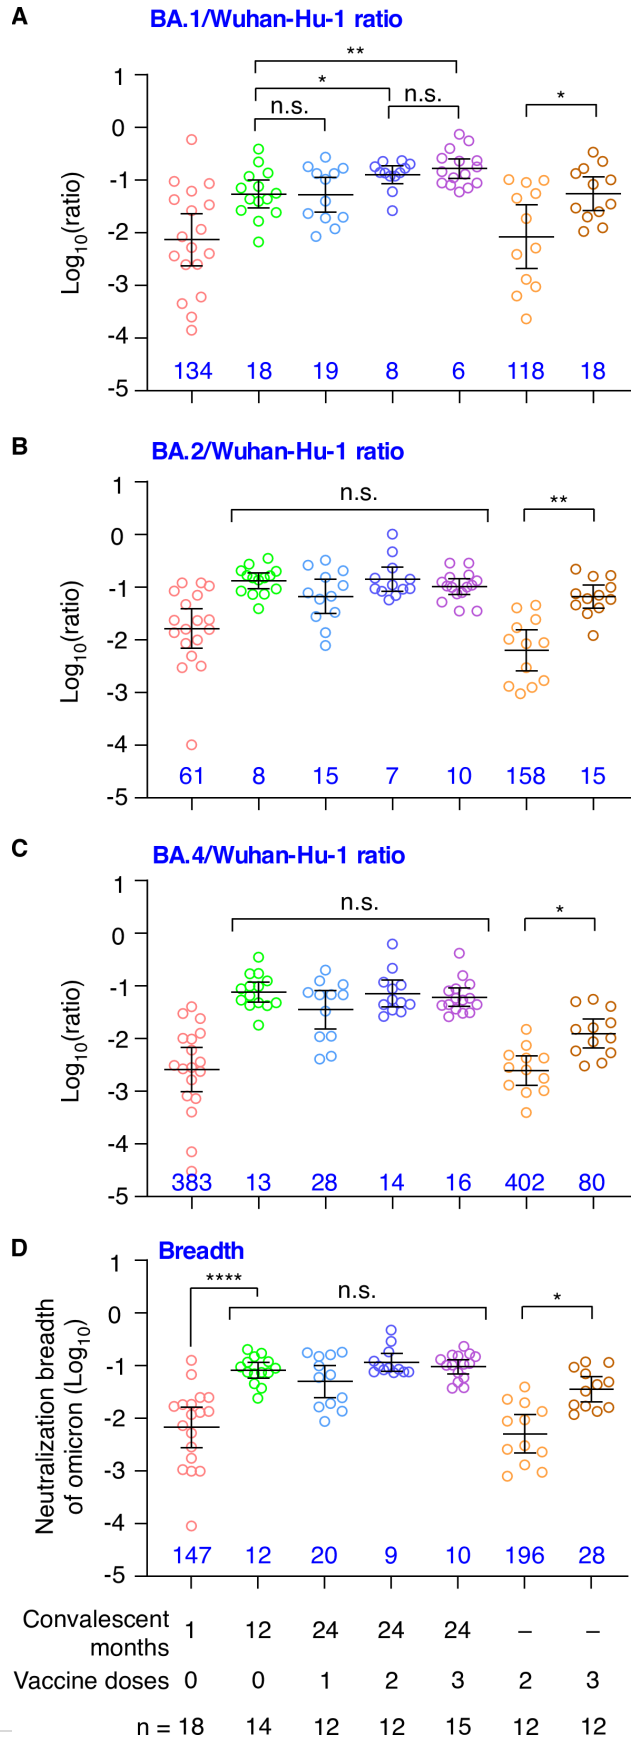 A
BA.1/Wuhan-Hu-1 ratio
**
*
n.s.
n.s.
*
1
0
-1
-2
-3
-4
-5
Log10(ratio)
134 18 19 8 6 118 18
B
BA.2/Wuhan-Hu-1 ratio
n.s.
**
1
0
-1
-2
-3
-4
-5
Log10(ratio)
61 8 15 7 10 158 15
C
BA.4/Wuhan-Hu-1 ratio
n.s.
*
1
0
-1
-2
-3
-4
-5
Log10(ratio)
383 13 28 14 16 402 80
D
Breadth
****
n.s.
*
1
0
-1
-2
-3
-4
-5
Neutralization breadth
of omicron (Log10)
147 12 20 9 10 196 28
Convalescent
months
1 12 24 24 24 – –
Vaccine doses 0 0 1 2 3 2 3
n = 18 14 12 12 15 12 12